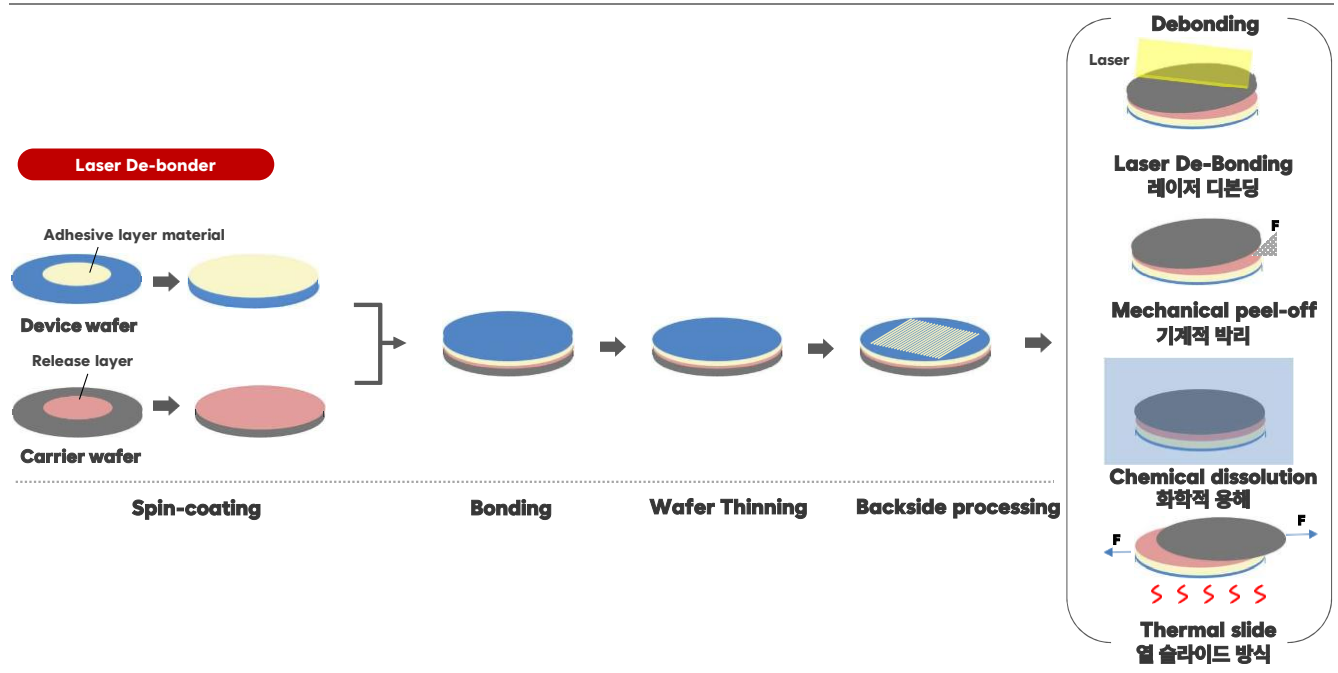 Debonding
Laser
Laser De-bonder
Laser De-Bonding
레이저 디본딩
Adhesive layer material
F
Device wafer
Mechanical peel-off
기계적 박리
Release layer
Carrier wafer
Chemical dissolution
화학적 용해
Spin-coating
Bonding
Wafer Thinning
Backside processing
F
F
Thermal slide
열 슬라이드 방식